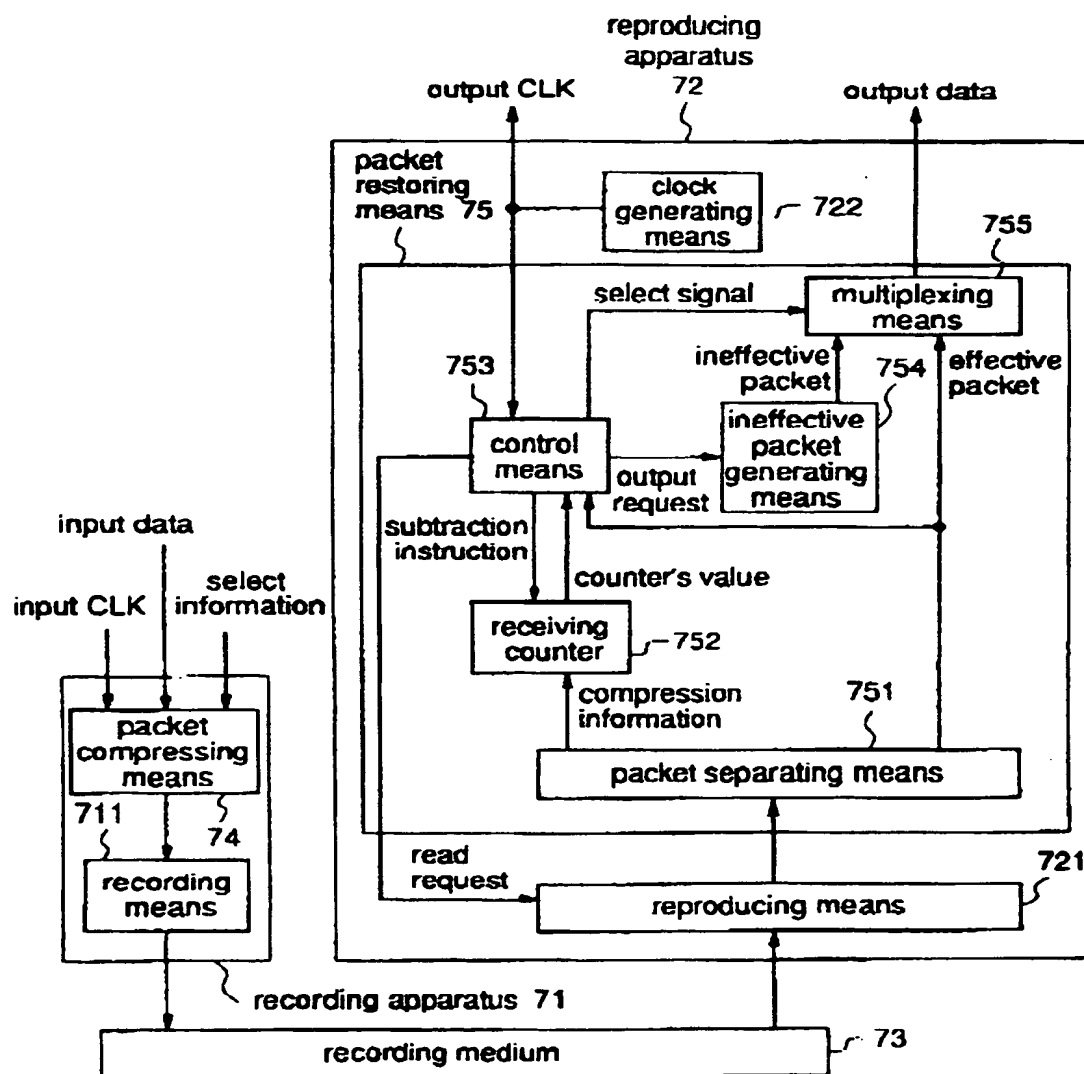 reproducing
apparatus
72
output CLK
output data
packet
restoring
means 75
clock
generating
means
722
755
select signal
multiplexing
means
753
ineffective
packet
754
effective
packet
control
means
output
request
ineffective
packet
generating
means
input data
subtraction
instruction
counter's value
input CLK
select
information
receiving
counter
752
compression
information
751
packet
compressing
means
packet separating means
711
74
read
request
721
recording
means
reproducing means
recording apparatus 71
recording medium
73